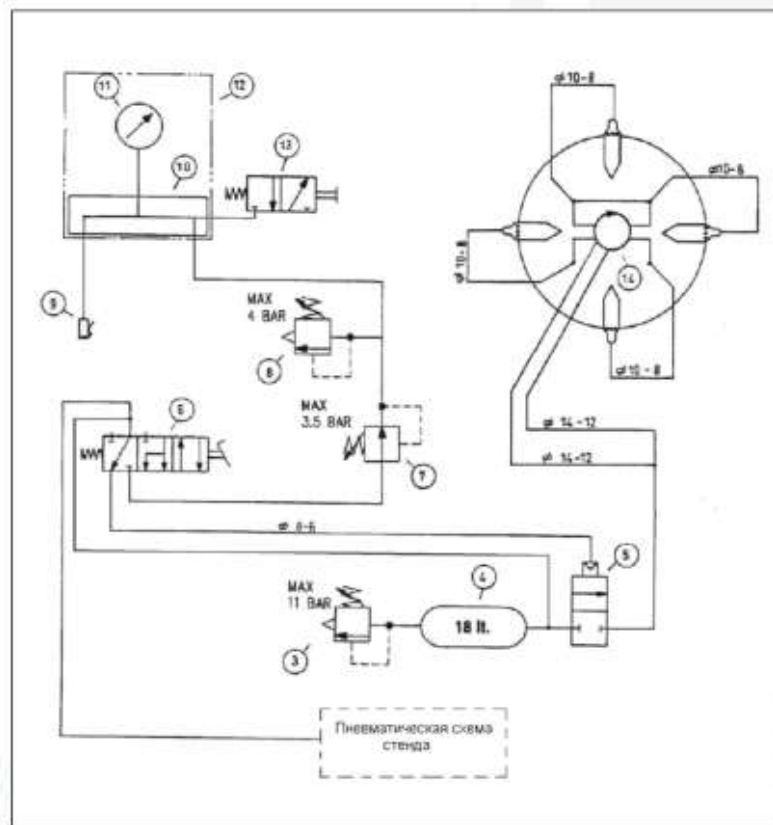 11
12
ø10-8
10
13
ø10-8
ø10-8
9
14
MAX
4 BAR
8
ø10-8
6
MAX
3.5 BAR
ø 14-12
7
ø 14-12
ø 8-6
5
4
MAX
11 BAR
18 lt.
3
Пневматическая схема
стенда